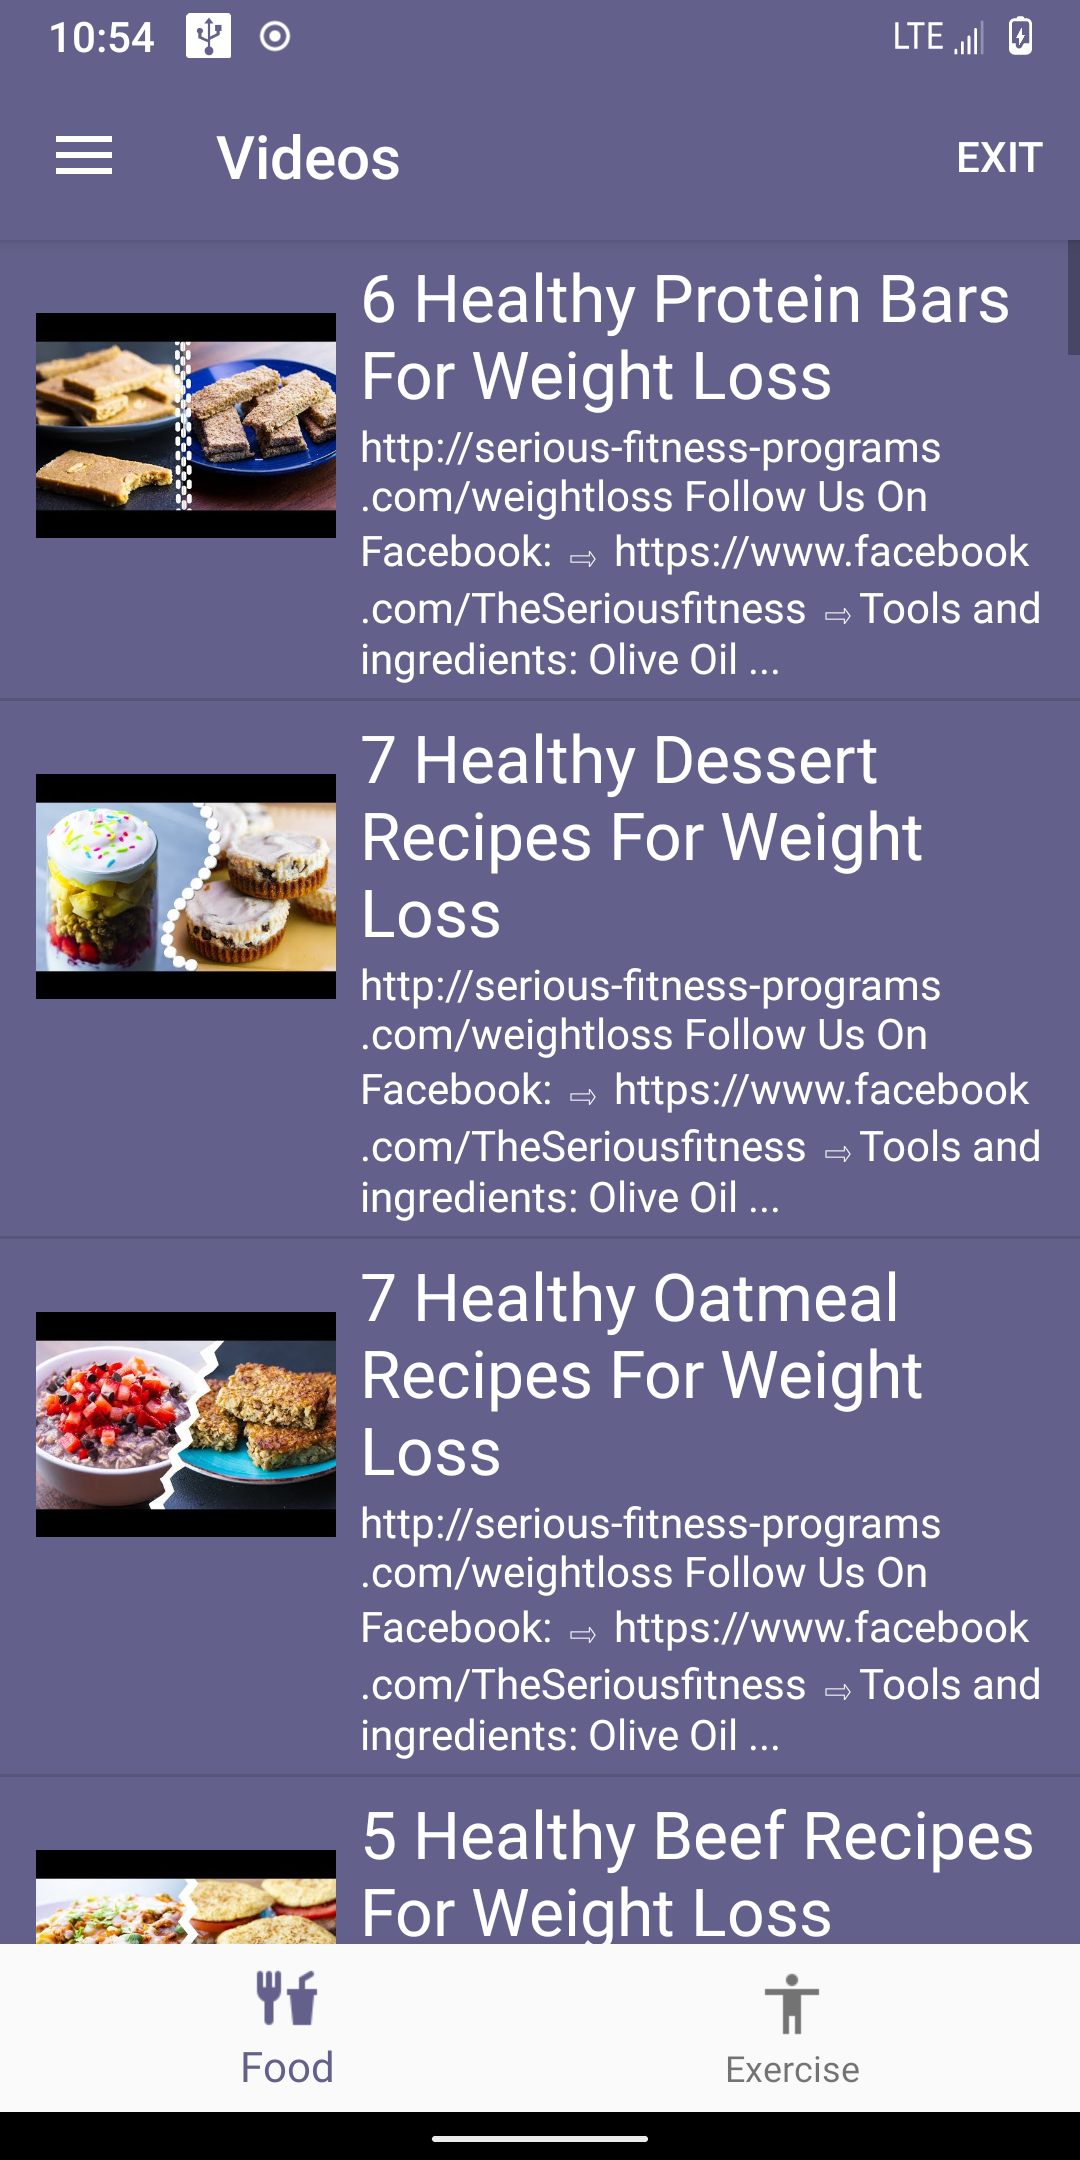 10:54
LTE
Videos
EXIT
6 Healthy Protein Bars
For Weight Loss
http://serious-fitness-programs
.com/weightloss Follow Us On
Facebook: ⇨ https://www.facebook
.com/TheSeriousfitness ⇨Tools and
ingredients: Olive Oil ...
7 Healthy Dessert
Recipes For Weight
Loss
http://serious-fitness-programs
.com/weightloss Follow Us On
Facebook: ⇨ https://www.facebook
.com/TheSeriousfitness ⇨Tools and
ingredients: Olive Oil ...
7 Healthy Oatmeal
Recipes For Weight
Loss
http://serious-fitness-programs
.com/weightloss Follow Us On
Facebook: ⇨ https://www.facebook
.com/TheSeriousfitness ⇨Tools and
ingredients: Olive Oil ...
5 Healthy Beef Recipes
For Weight Loss
Food
Exercise